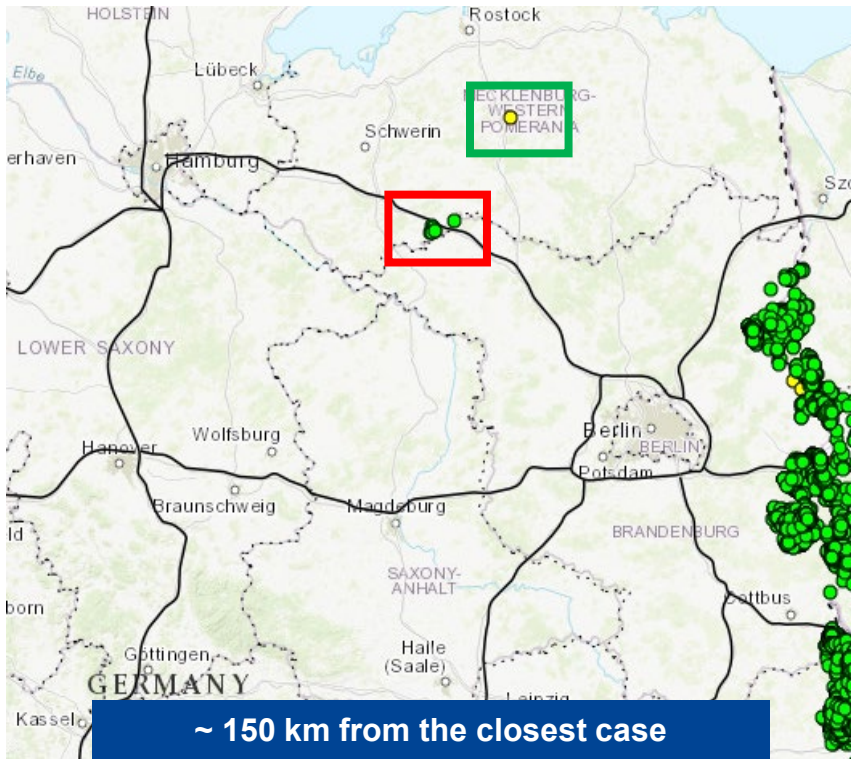 HOLSTEIN
Rostock
Elbe
Lübeck
MECKLENBURG-
WESTERN
POMERANIA
Schwerin
erhaven
Hamburg
Szc
LOWER SAXONY
Wolfsburg
Hanover
Berlin
BERLIN
Potsdam
Braunschweig
Magdeburg
ld
BRANDENBURG
SAXONY-
ANHALT
Cottbus
born
Göttingen
Halle
(Saale)
GERMANY
Leipzig
Kassel
~ 150 km from the closest case